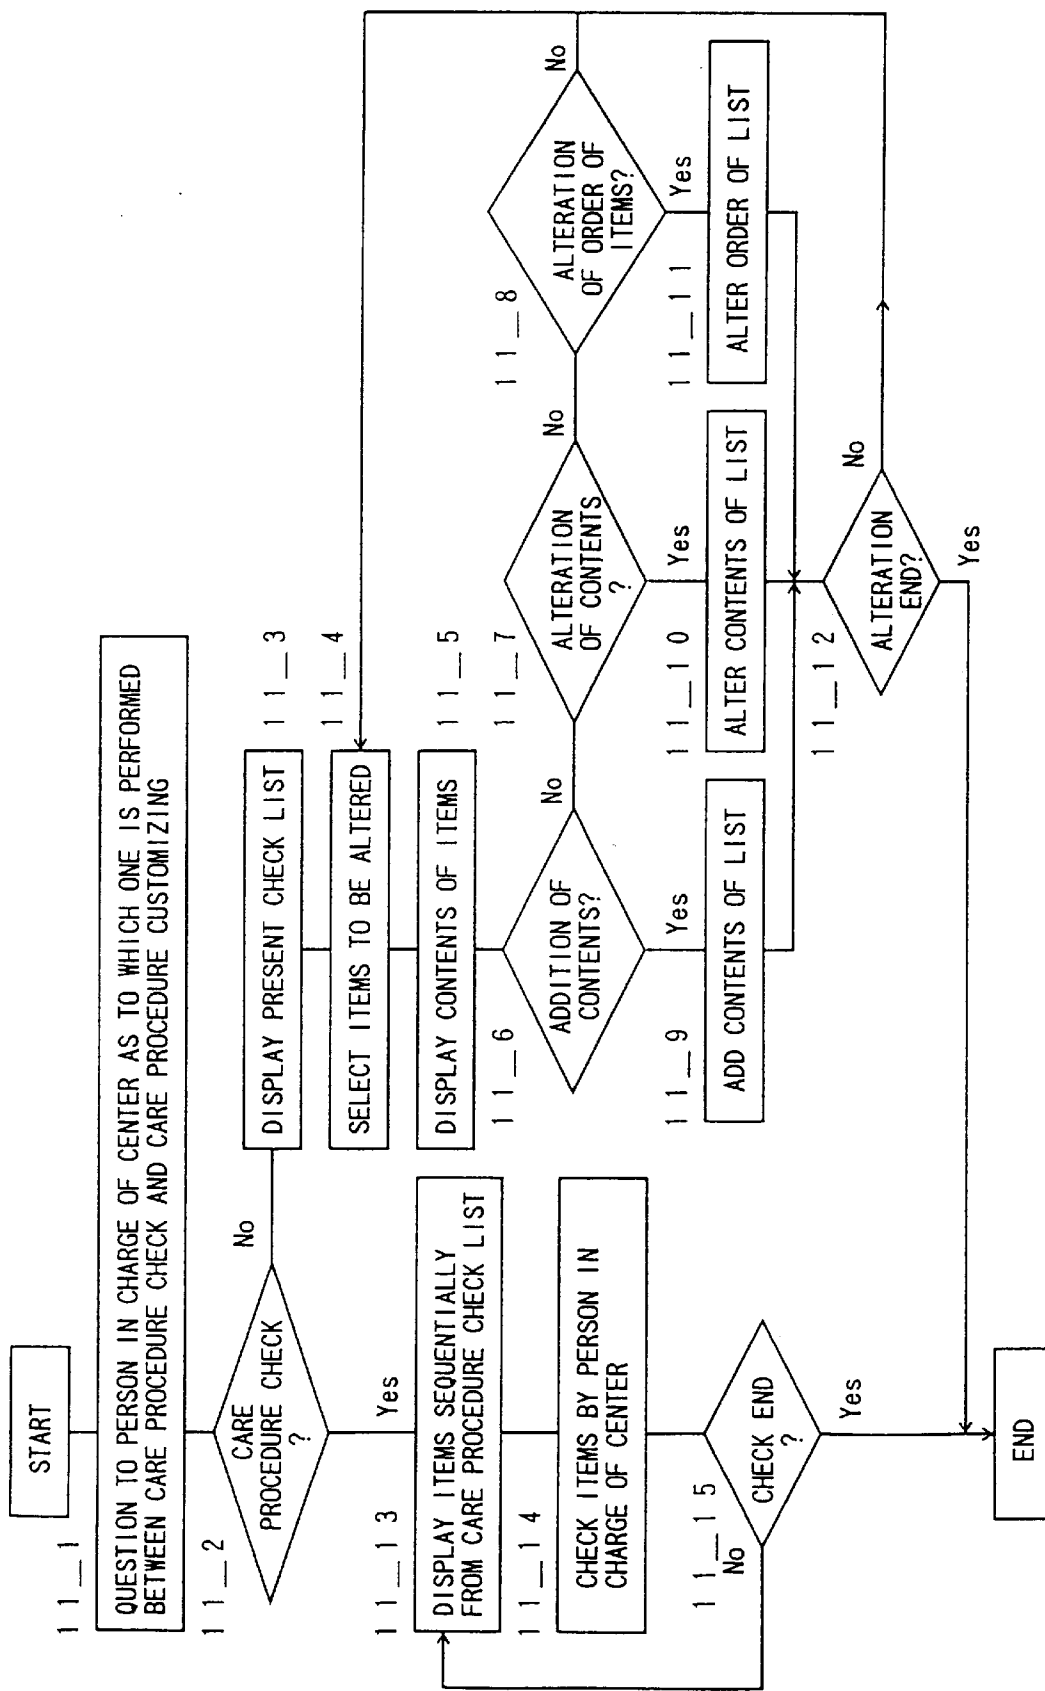 START
11_1
QUESTION TO PERSON IN CHARGE OF CENTER AS TO WHICH ONE IS PERFORMED
BETWEEN CARE PROCEDURE CHECK AND CARE PROCEDURE CUSTOMIZING
11_2
CARE
PROCEDURE CHECK
?
No
Yes
11_3
DISPLAY PRESENT CHECK LIST
11_4
SELECT ITEMS TO BE ALTERED
11_5
DISPLAY CONTENTS OF ITEMS
11_6
ADDITION OF
CONTENTS?
No
Yes
11_7
ALTERATION
OF CONTENTS
?
No
Yes
11_8
ALTERATION
OF ORDER OF
ITEMS?
No
Yes
11_9
ADD CONTENTS OF LIST
11_10
ALTER CONTENTS OF LIST
11_11
ALTER ORDER OF LIST
11_12
ALTERATION
END?
No
Yes
11_13
DISPLAY ITEMS SEQUENTIALLY
FROM CARE PROCEDURE CHECK LIST
11_14
CHECK ITEMS BY PERSON IN
CHARGE OF CENTER
11_15
No
CHECK END
?
Yes
END